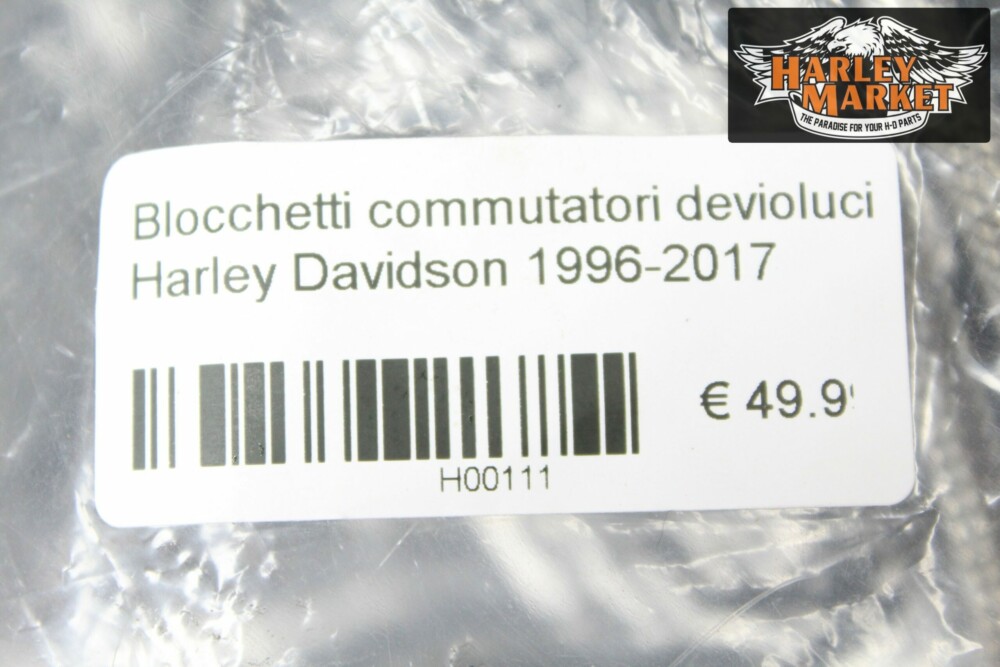 HARLEY
MARKET
THE PARADISE FOR YOUR H-D PARTS
Blocchetti commutatori devioluci
Harley Davidson 1996-2017
€ 49.9
H00111